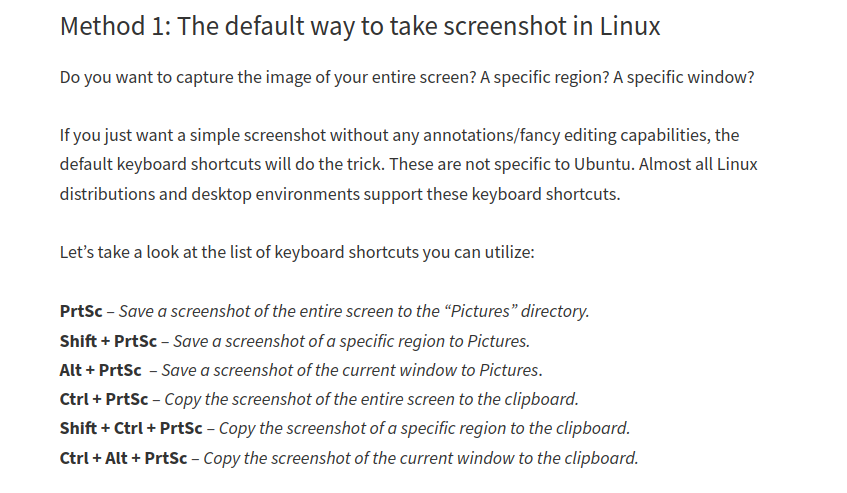 Method 1: The default way to take screenshot in Linux
Do you want to capture the image of your entire screen? A specific region? A specific window?
If you just want a simple screenshot without any annotations/fancy editing capabilities, the
default keyboard shortcuts will do the trick. These are not specific to Ubuntu. Almost all Linux
distributions and desktop environments support these keyboard shortcuts.
Let’s take a look at the list of keyboard shortcuts you can utilize:
PrtSc – Save a screenshot of the entire screen to the “Pictures” directory.
Shift + PrtSc – Save a screenshot of a specific region to Pictures.
Alt + PrtSc – Save a screenshot of the current window to Pictures.
Ctrl + PrtSc – Copy the screenshot of the entire screen to the clipboard.
Shift + Ctrl + PrtSc – Copy the screenshot of a specific region to the clipboard.
Ctrl + Alt + PrtSc – Copy the screenshot of the current window to the clipboard.